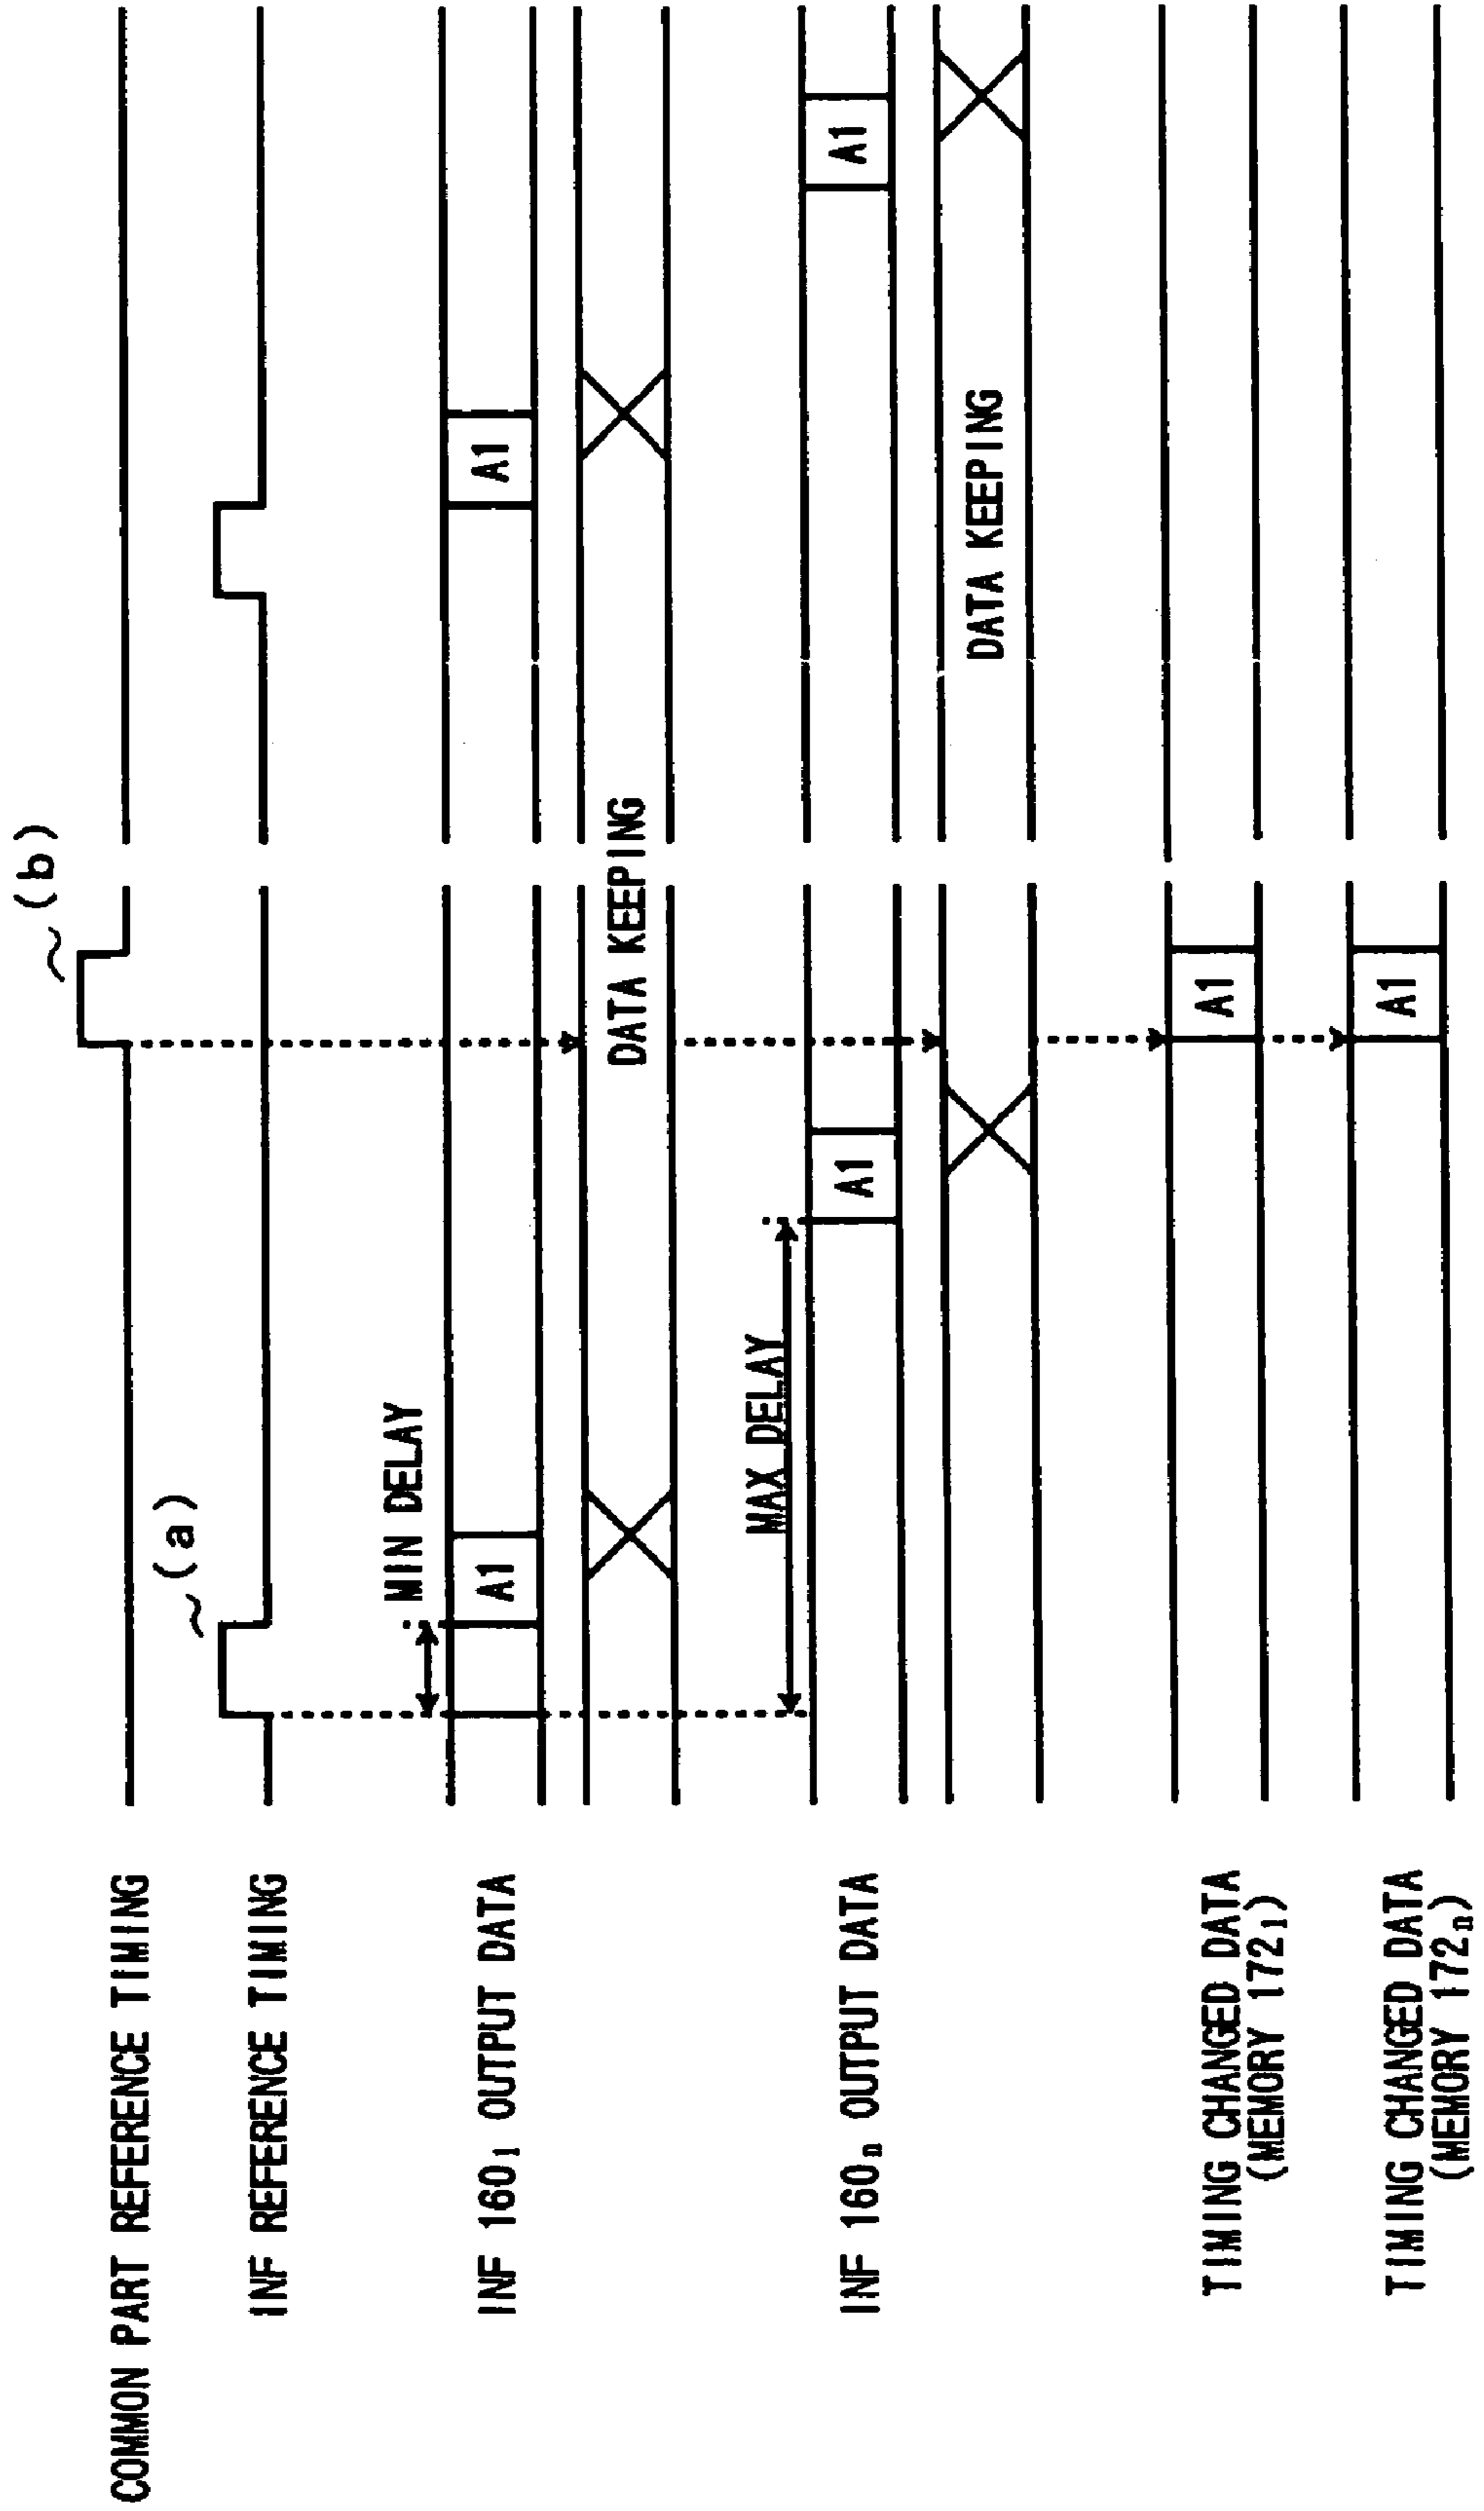 COMMON PART REFERENCE TIMING
(b)
INF REFERENCE TIMING
(a)
MIN DELAY
INF 160₁ OUTPUT DATA
A1
A1
DATA KEEPING
MAX DELAY
INF 160ₙ OUTPUT DATA
A1
A1
DATA KEEPING
TIMING CHANGED DATA
(MEMORY 172₁)
A1
TIMING CHANGED DATA
(MEMORY 172ₙ)
A1